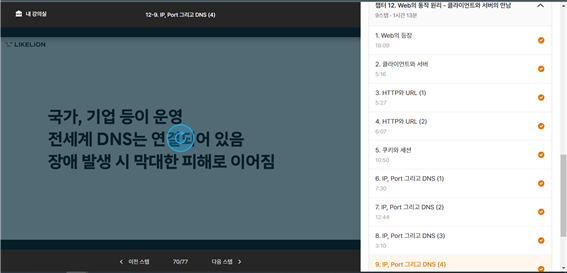 내 강의실
12-9. IP, Port 그리고 DNS (4)
LIKELION
국가, 기업 등이 운영
전세계 DNS는 연결되어 있음
장애 발생 시 막대한 피해로 이어짐
이전 스텝
70/77
다음 스텝
챕터 12. Web의 동작 원리 - 클라이언트와 서버의 만남
9스텝 · 1시간 13분
1. Web의 등장
18:09
2. 클라이언트와 서버
5:16
3. HTTP와 URL (1)
5:27
4. HTTP와 URL (2)
6:07
5. 쿠키와 세션
10:50
6. IP, Port 그리고 DNS (1)
7:30
7. IP, Port 그리고 DNS (2)
12:44
8. IP, Port 그리고 DNS (3)
3:10
9. IP, Port 그리고 DNS (4)